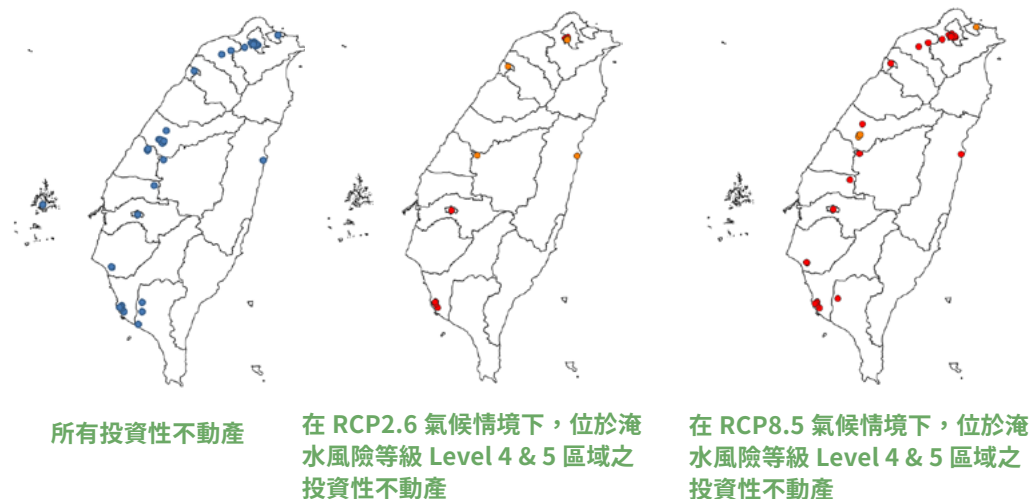 所有投資性不動產
在 RCP2.6 氣候情境下，位於淹
水風險等級 Level 4 & 5 區域之
投資性不動產
在 RCP8.5 氣候情境下，位於淹
水風險等級 Level 4 & 5 區域之
投資性不動產